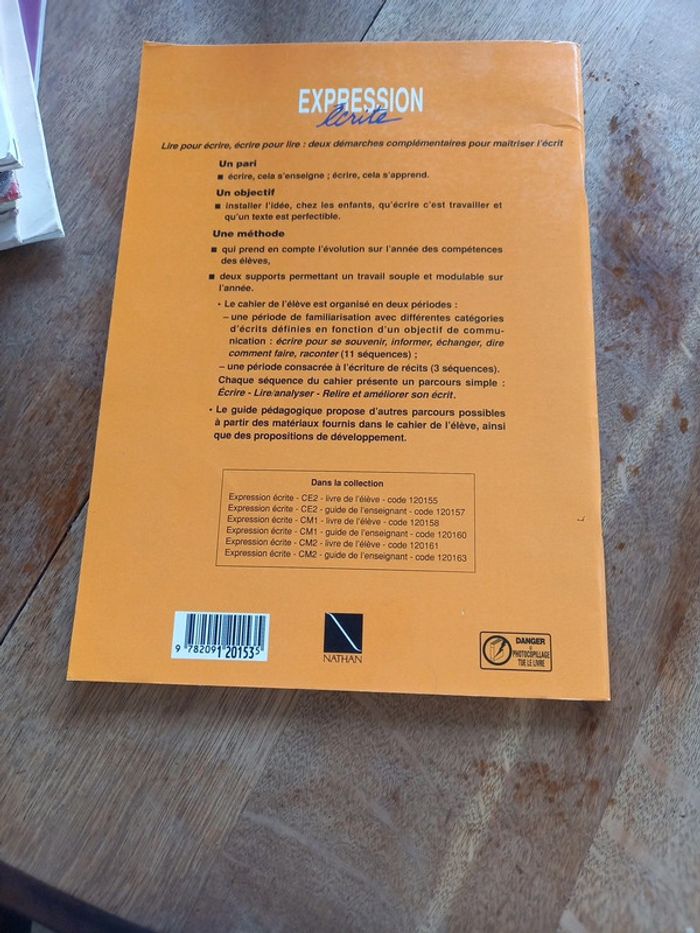 EXPRESSION
écrite
Lire pour écrire, écrire pour lire : deux démarches complémentaires pour maîtriser l'écrit
Un pari
■ écrire, cela s'enseigne ; écrire, cela s'apprend.
Un objectif
■ installer l'idée, chez les enfants, qu'écrire c'est travailler et
qu'un texte est perfectible.
Une méthode
■ qui prend en compte l'évolution sur l'année des compétences
des élèves,
■ deux supports permettant un travail souple et modulable sur
l'année.
• Le cahier de l'élève est organisé en deux périodes :
– une période de familiarisation avec différentes catégories
d'écrits définies en fonction d'un objectif de commu-
nication : écrire pour se souvenir, informer, échanger, dire
comment faire, raconter (11 séquences) ;
– une période consacrée à l'écriture de récits (3 séquences).
Chaque séquence du cahier présente un parcours simple :
Écrire - Lire/analyser - Relire et améliorer son écrit.
• Le guide pédagogique propose d'autres parcours possibles
à partir des matériaux fournis dans le cahier de l'élève, ainsi
que des propositions de développement.
Dans la collection
Expression écrite - CE2 - livre de l'élève - code 120155
Expression écrite - CE2 - guide de l'enseignant - code 120157
Expression écrite - CM1 - livre de l'élève - code 120158
Expression écrite - CM1 - guide de l'enseignant - code 120160
Expression écrite - CM2 - livre de l'élève - code 120161
Expression écrite - CM2 - guide de l'enseignant - code 120163
9 782091 201535
NATHAN
DANGER
LE
PHOTOCOPILLAGE
TUE LE LIVRE